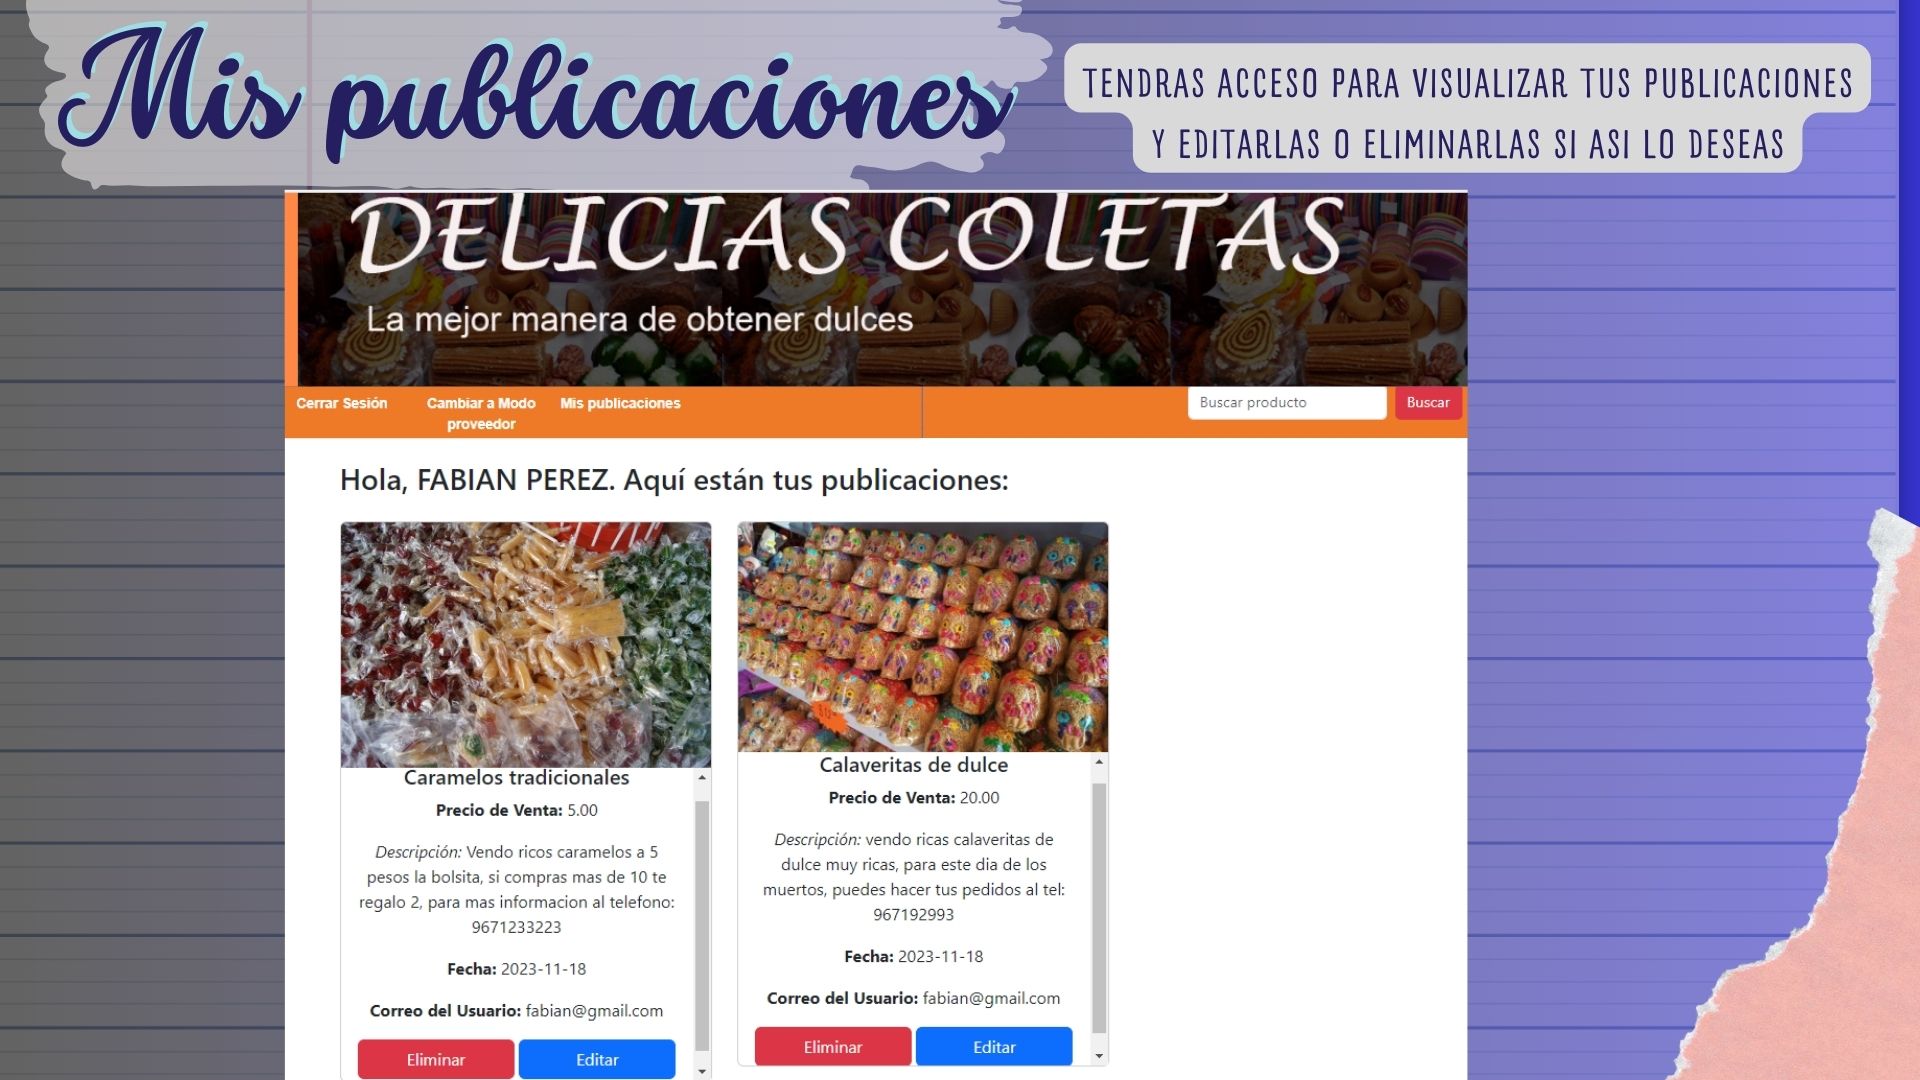 Mis publicaciones
TENDRAS ACCESO PARA VISUALIZAR TUS PUBLICACIONES
Y EDITARLAS O ELIMINARLAS SI ASI LO DESEAS
DELICIAS COLETAS
La mejor manera de obtener dulces
Cerrar Sesión
Cambiar a Modo
proveedor
Mis publicaciones
Buscar producto
Buscar
Hola, FABIAN PEREZ. Aquí están tus publicaciones:
Caramelos tradicionales
Precio de Venta: 5.00
Descripción: Vendo ricos caramelos a 5
pesos la bolsita, si compras mas de 10 te
regalo 2, para mas informacion al telefono:
9671233223
Fecha: 2023-11-18
Correo del Usuario: fabian@gmail.com
Eliminar
Editar
Calaveritas de dulce
Precio de Venta: 20.00
Descripción: vendo ricas calaveritas de
dulce muy ricas, para este dia de los
muertos, puedes hacer tus pedidos al tel:
967192993
Fecha: 2023-11-18
Correo del Usuario: fabian@gmail.com
Eliminar
Editar